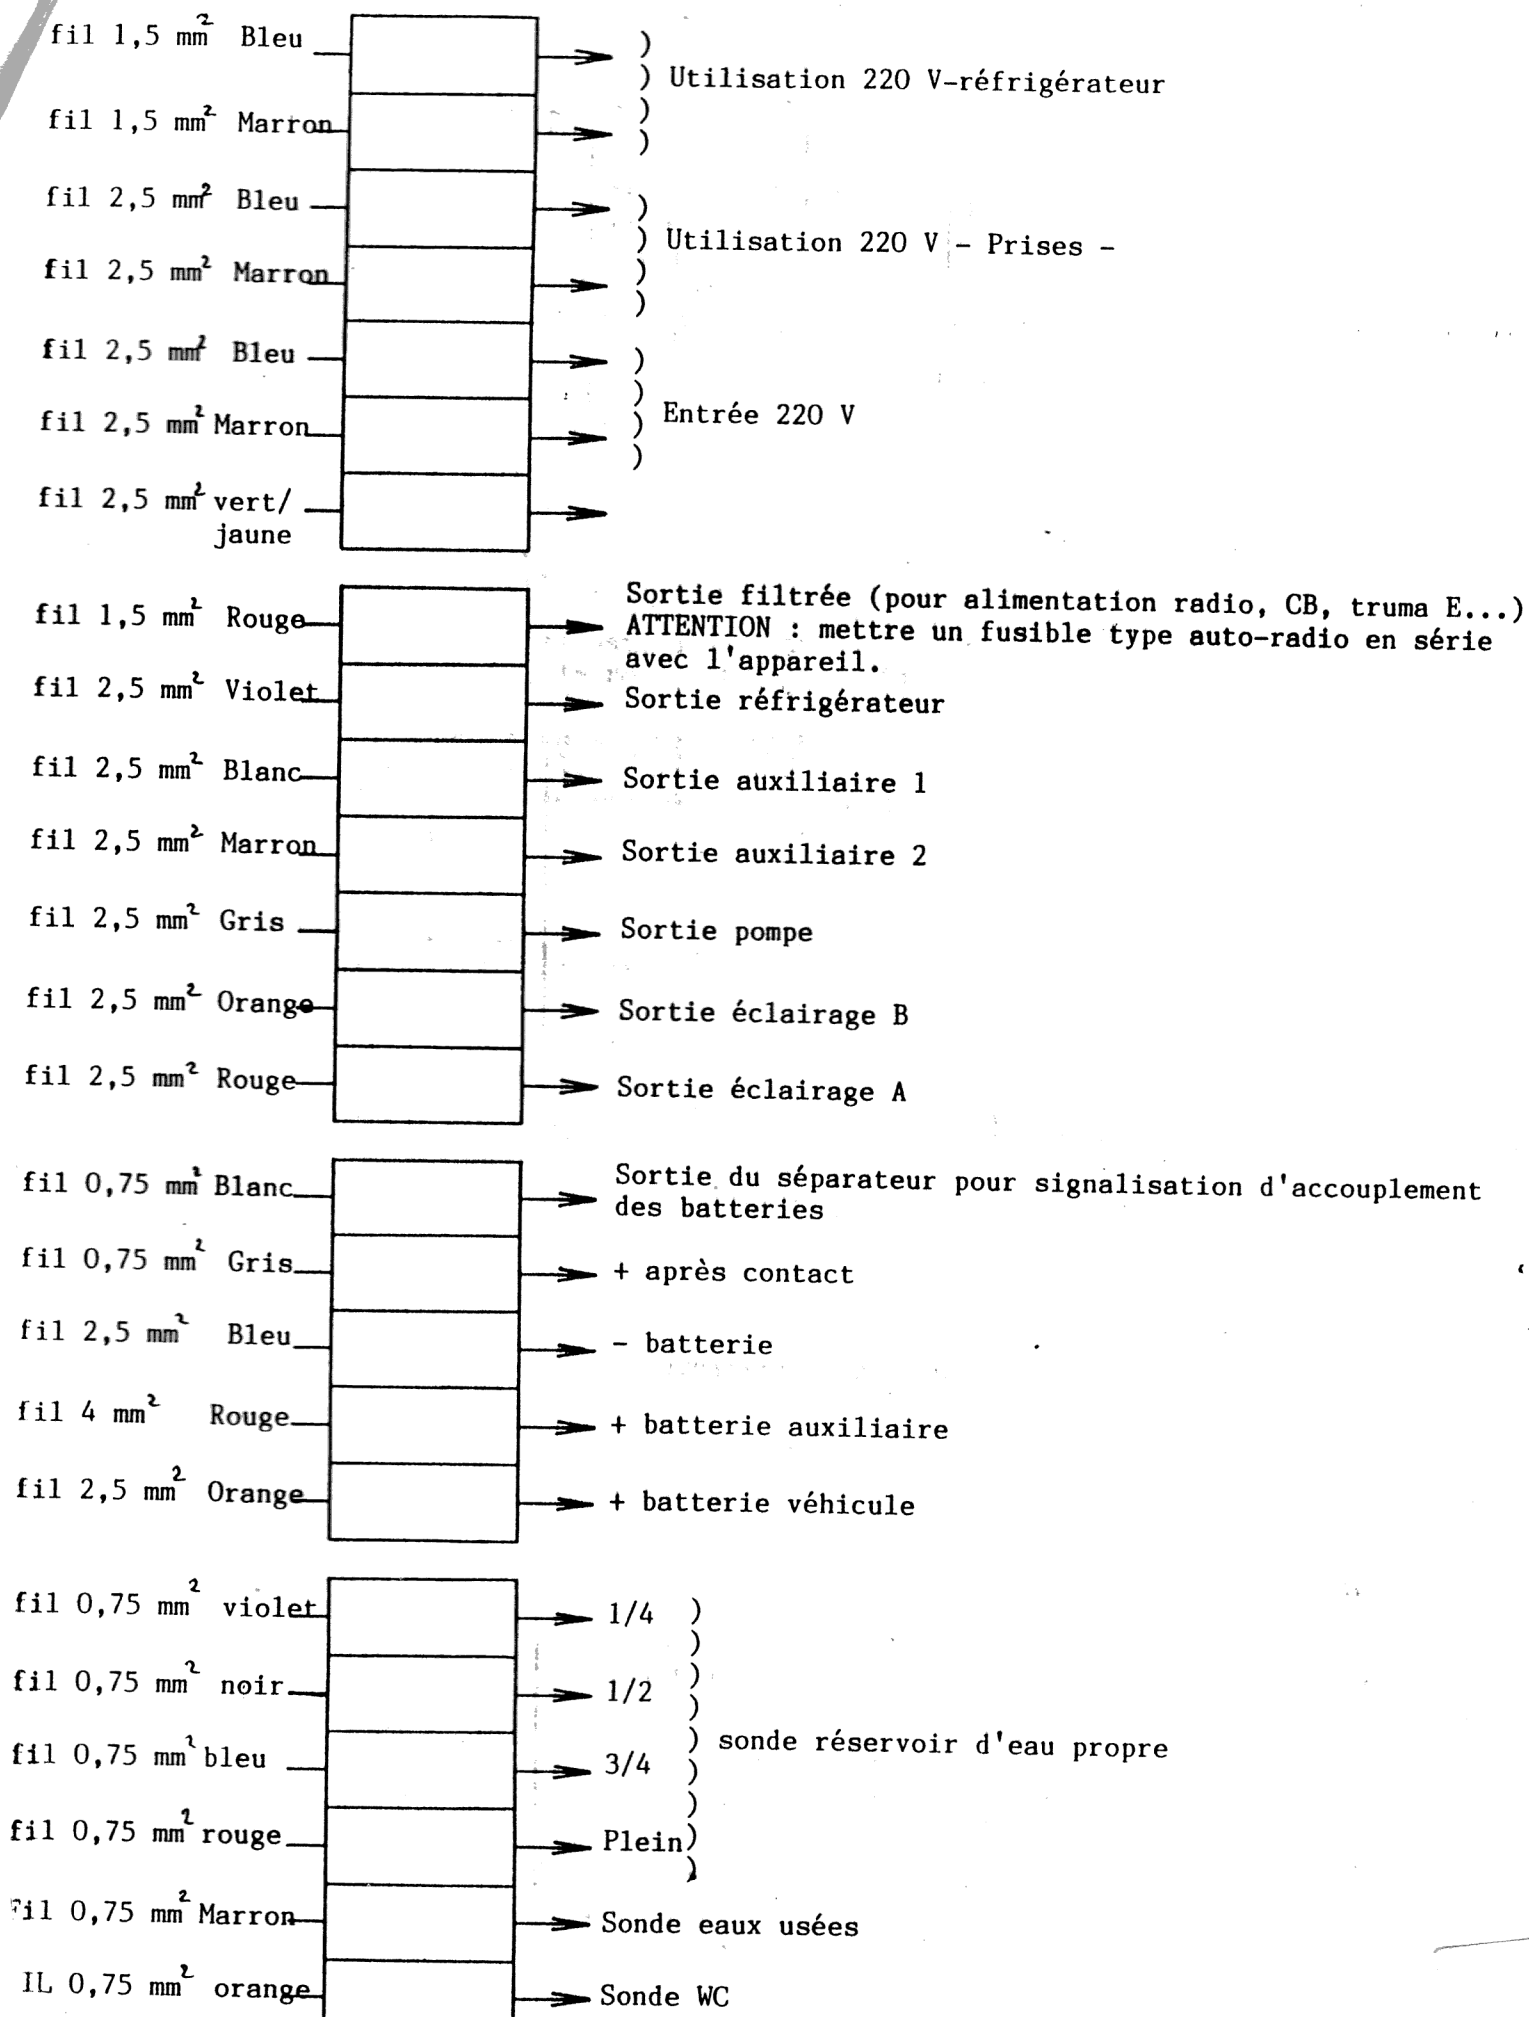 fil 1,5 mm² Bleu
)
) Utilisation 220 V-réfrigérateur
)
fil 1,5 mm² Marron
)
fil 2,5 mm² Bleu
)
) Utilisation 220 V - Prises -
fil 2,5 mm² Marron
)
)
fil 2,5 mm² Bleu
)
)
) Entrée 220 V
fil 2,5 mm² Marron
)
fil 2,5 mm² vert/
jaune
fil 1,5 mm² Rouge
Sortie filtrée (pour alimentation radio, CB, truma E...)
ATTENTION : mettre un fusible type auto-radio en série
avec l'appareil.
fil 2,5 mm² Violet
Sortie réfrigérateur
fil 2,5 mm² Blanc
Sortie auxiliaire 1
fil 2,5 mm² Marron
Sortie auxiliaire 2
fil 2,5 mm² Gris
Sortie pompe
fil 2,5 mm² Orange
Sortie éclairage B
fil 2,5 mm² Rouge
Sortie éclairage A
fil 0,75 mm² Blanc
Sortie du séparateur pour signalisation d'accouplement
des batteries
fil 0,75 mm² Gris
+ après contact
fil 2,5 mm² Bleu
- batterie
fil 4 mm² Rouge
+ batterie auxiliaire
fil 2,5 mm² Orange
+ batterie véhicule
fil 0,75 mm² violet
1/4 )
)
fil 0,75 mm² noir
)
1/2 )
fil 0,75 mm² bleu
) sonde réservoir d'eau propre
3/4 )
)
fil 0,75 mm² rouge
Plein)
)
fil 0,75 mm² Marron
Sonde eaux usées
IL 0,75 mm² orange
Sonde WC